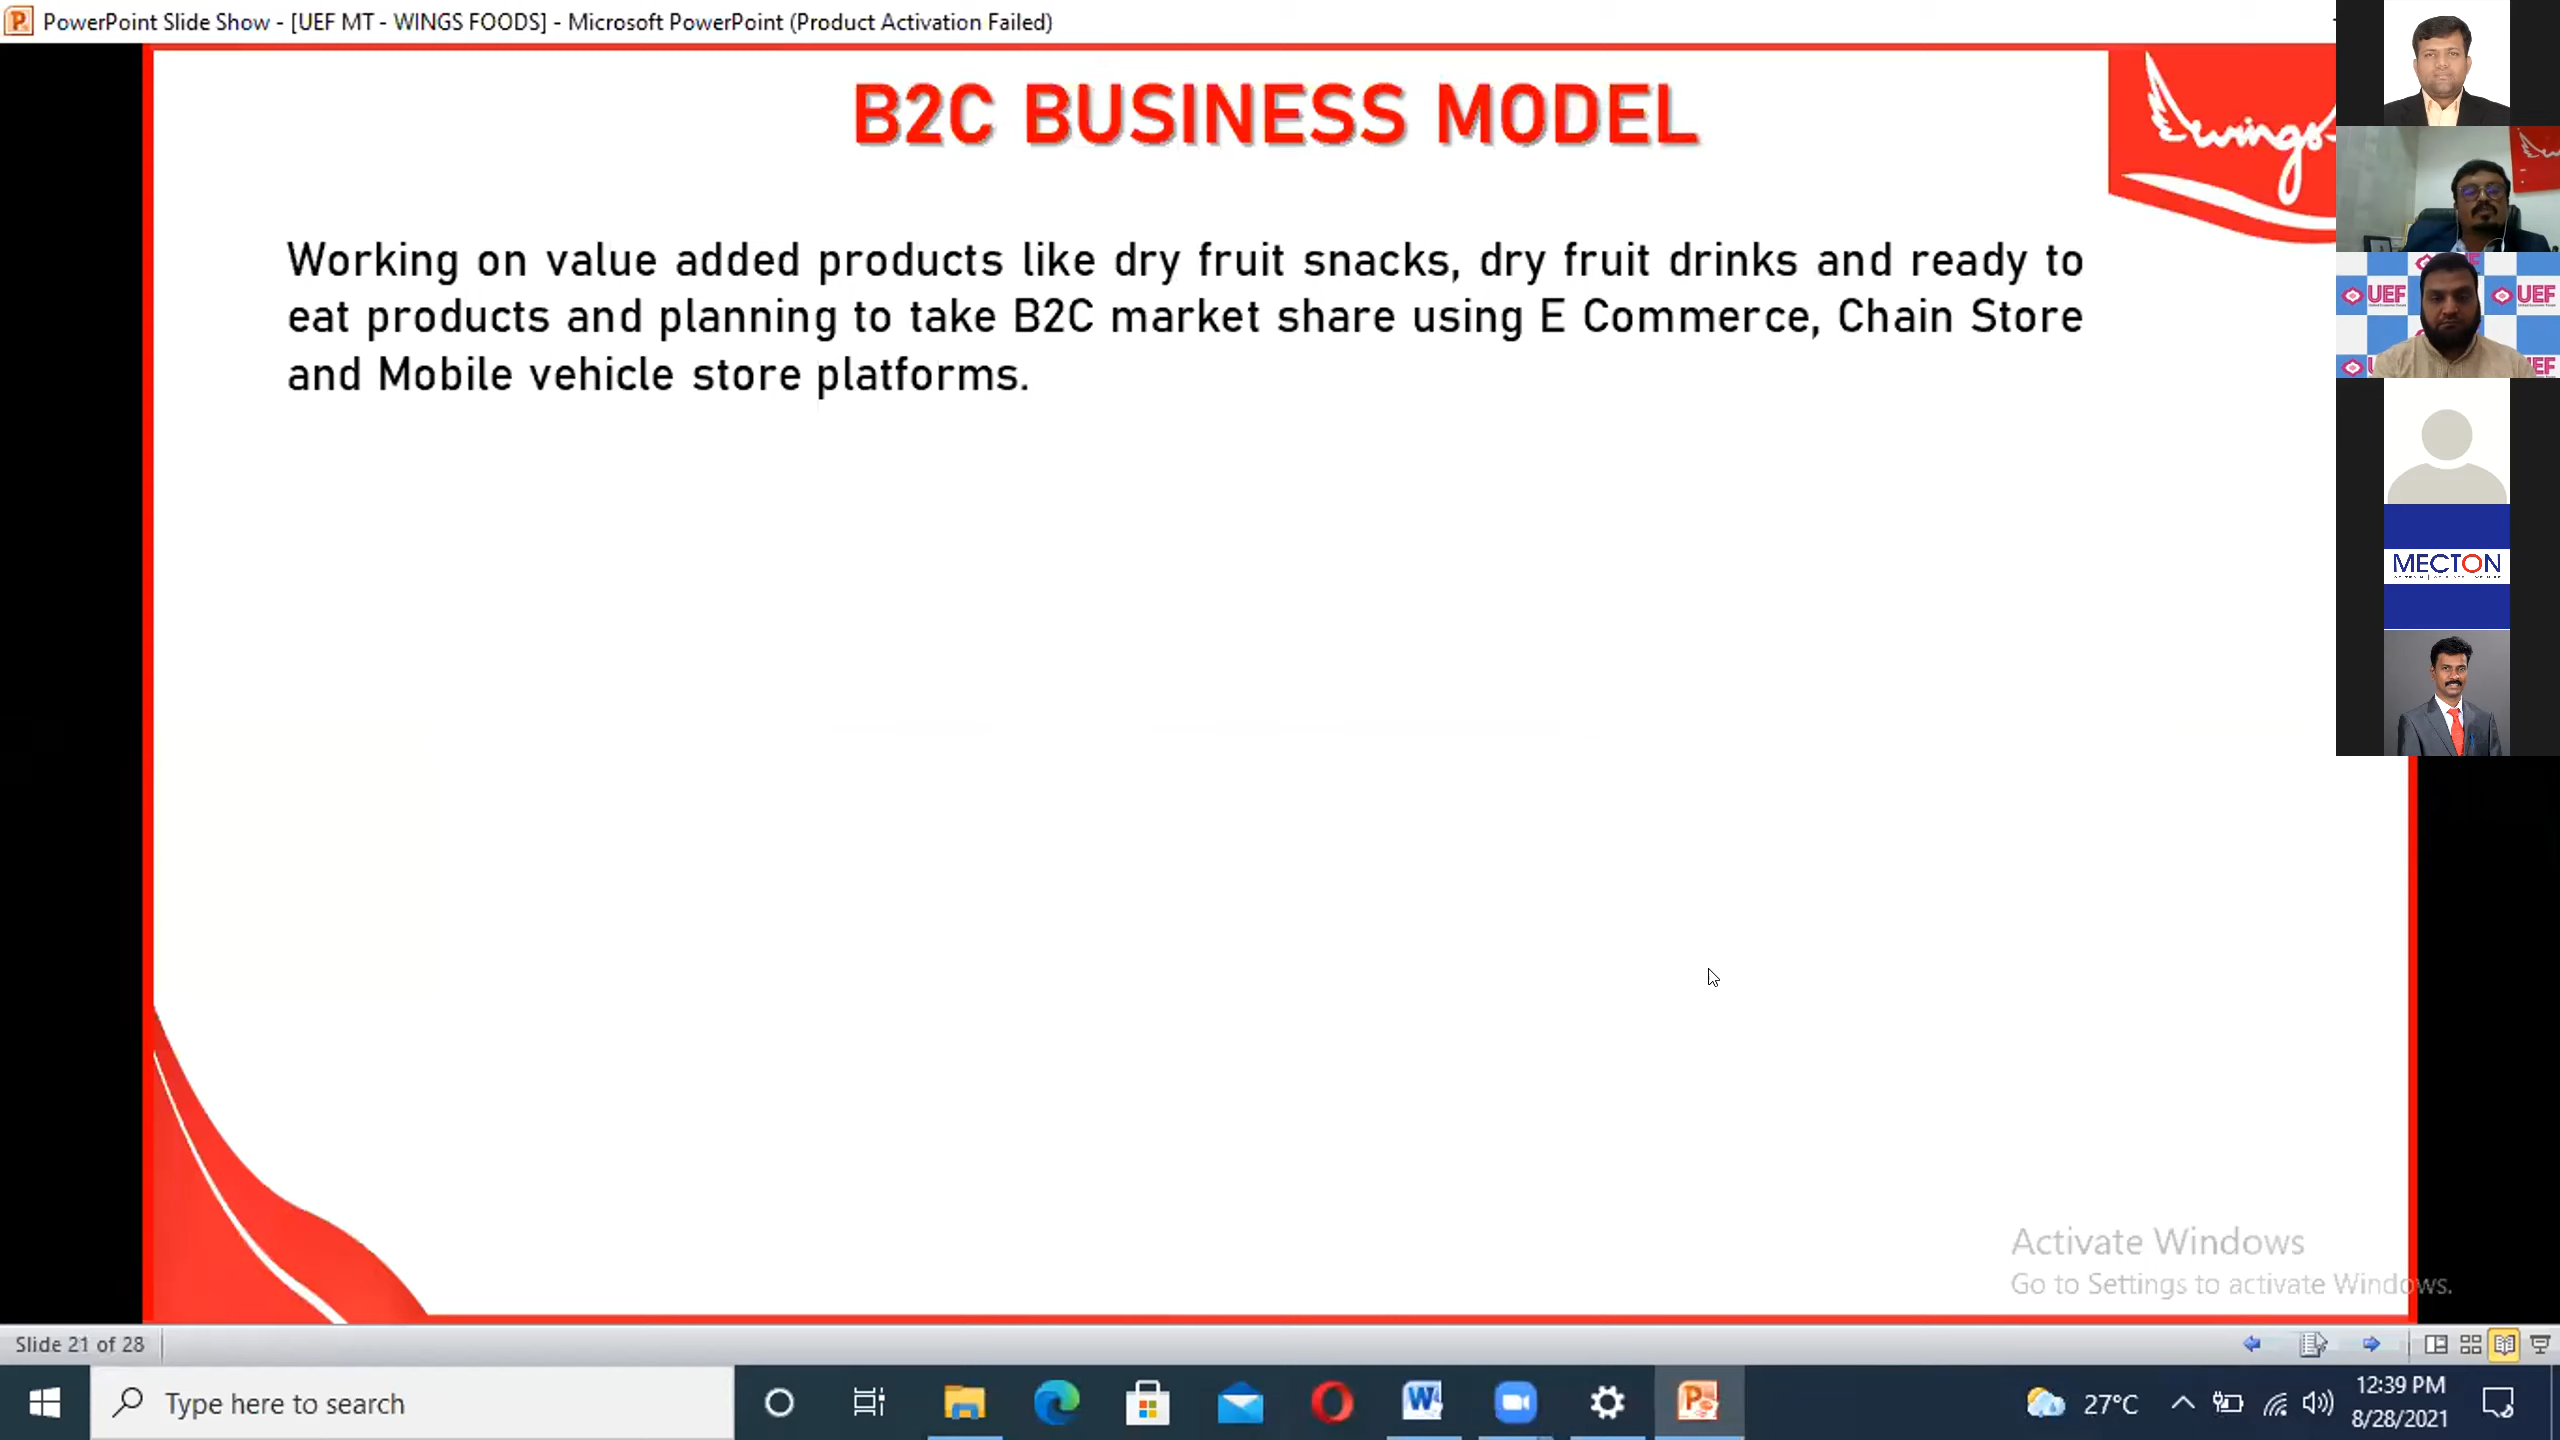 PowerPoint Slide Show - [UEF MT - WINGS FOODS] - Microsoft PowerPoint (Product Activation Failed)
B2C BUSINESS MODEL
wings
Working on value added products like dry fruit snacks, dry fruit drinks and ready to
eat products and planning to take B2C market share using E Commerce, Chain Store
and Mobile vehicle store platforms.
UEF
UEF
MECTON
Activate Windows
Go to Settings to activate Windows.
Slide 21 of 28
Type here to search
27°C
12:39 PM
8/28/2021